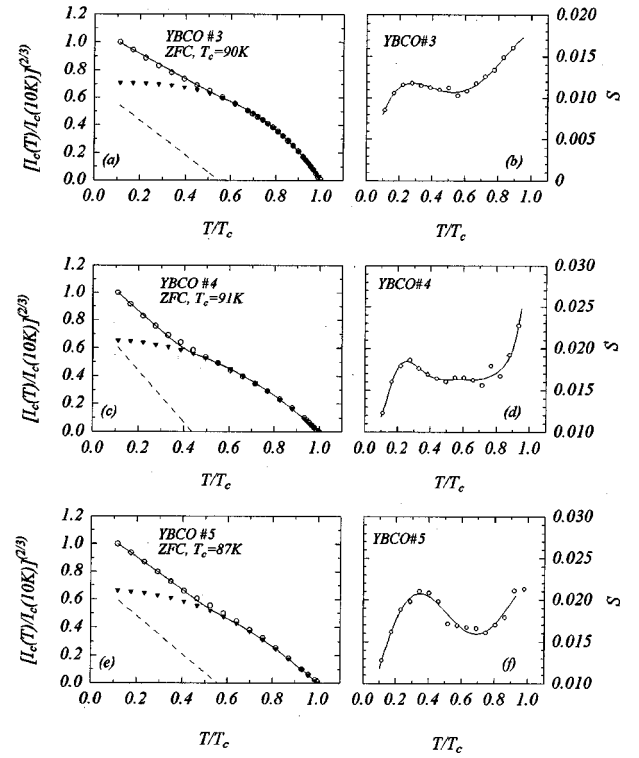 [I_c(T)/I_c(10K)]^(2/3)
1.2
1.0
0.8
0.6
0.4
0.2
0.0
YBCO #3
ZFC, T_c=90K
(a)
0.0 0.2 0.4 0.6 0.8 1.0
T/T_c
YBCO#3
(b)
0.020
0.015
0.010
0.005
0
S
0.0 0.2 0.4 0.6 0.8 1.0
T/T_c
[I_c(T)/I_c(10K)]^(2/3)
1.2
1.0
0.8
0.6
0.4
0.2
0.0
YBCO #4
ZFC, T_c=91K
(c)
0.0 0.2 0.4 0.6 0.8 1.0
T/T_c
YBCO#4
(d)
0.030
0.025
0.020
0.015
0.010
S
0.0 0.2 0.4 0.6 0.8 1.0
T/T_c
[I_c(T)/I_c(10K)]^(2/3)
1.2
1.0
0.8
0.6
0.4
0.2
0.0
YBCO #5
ZFC, T_c=87K
(e)
0.0 0.2 0.4 0.6 0.8 1.0
T/T_c
YBCO#5
(f)
0.030
0.025
0.020
0.015
0.010
S
0.0 0.2 0.4 0.6 0.8 1.0
T/T_c